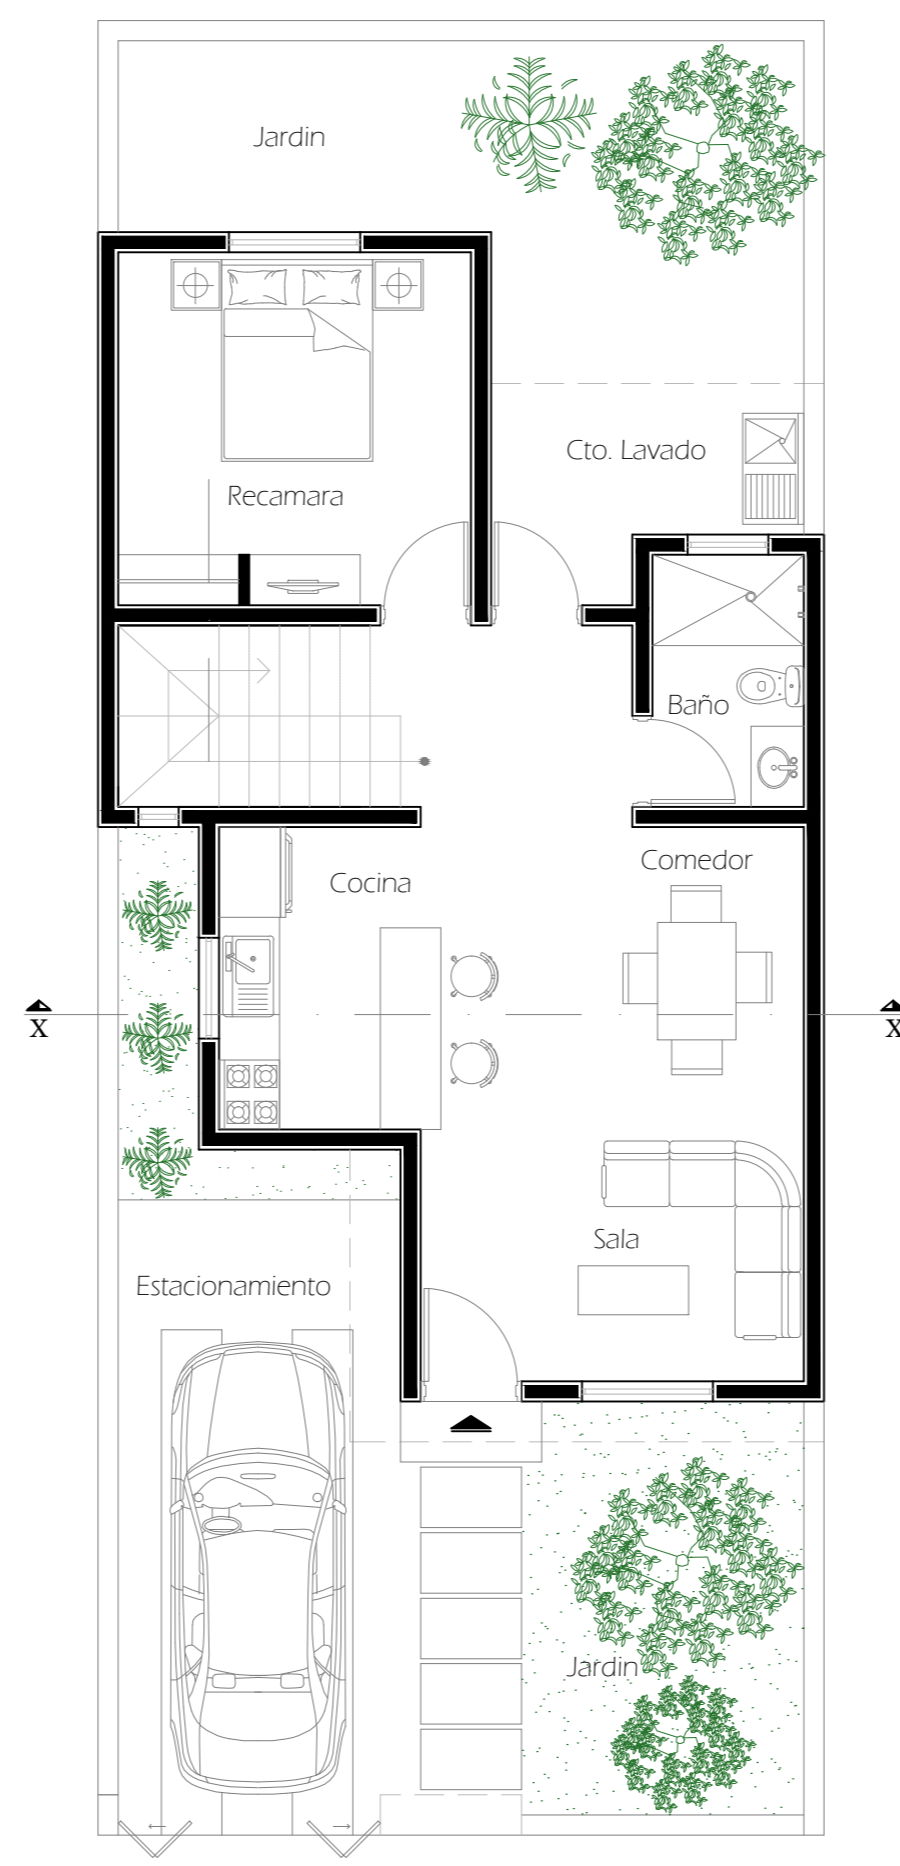 Jardin
Cto. Lavado
Recamara
Baño
Comedor
Cocina
X
X
Sala
Estacionamiento
Jardin